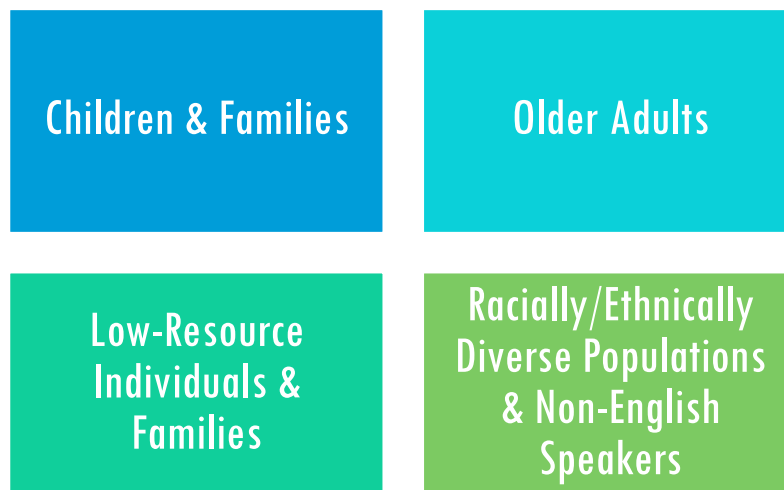 Children & Families
Older Adults
Low-Resource
Individuals &
Families
Racially/Ethnically
Diverse Populations
& Non-English
Speakers